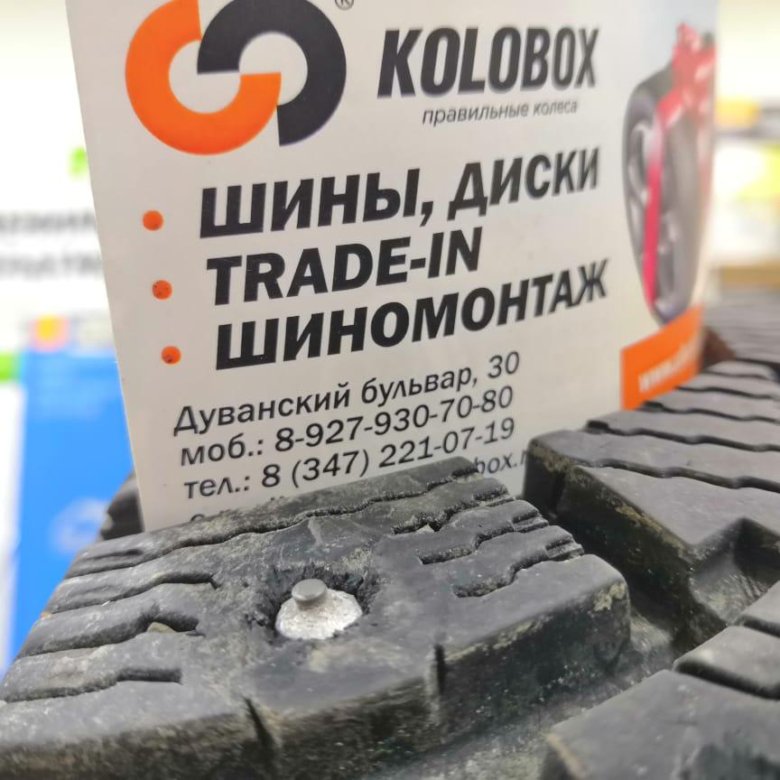 ®
KOLOBOX
правильные колеса
• ШИНЫ, ДИСКИ
• TRADE-IN
• ШИНОМОНТАЖ
Дуванский бульвар, 30
моб.: 8-927-930-70-80
тел.: 8 (347) 221-07-19